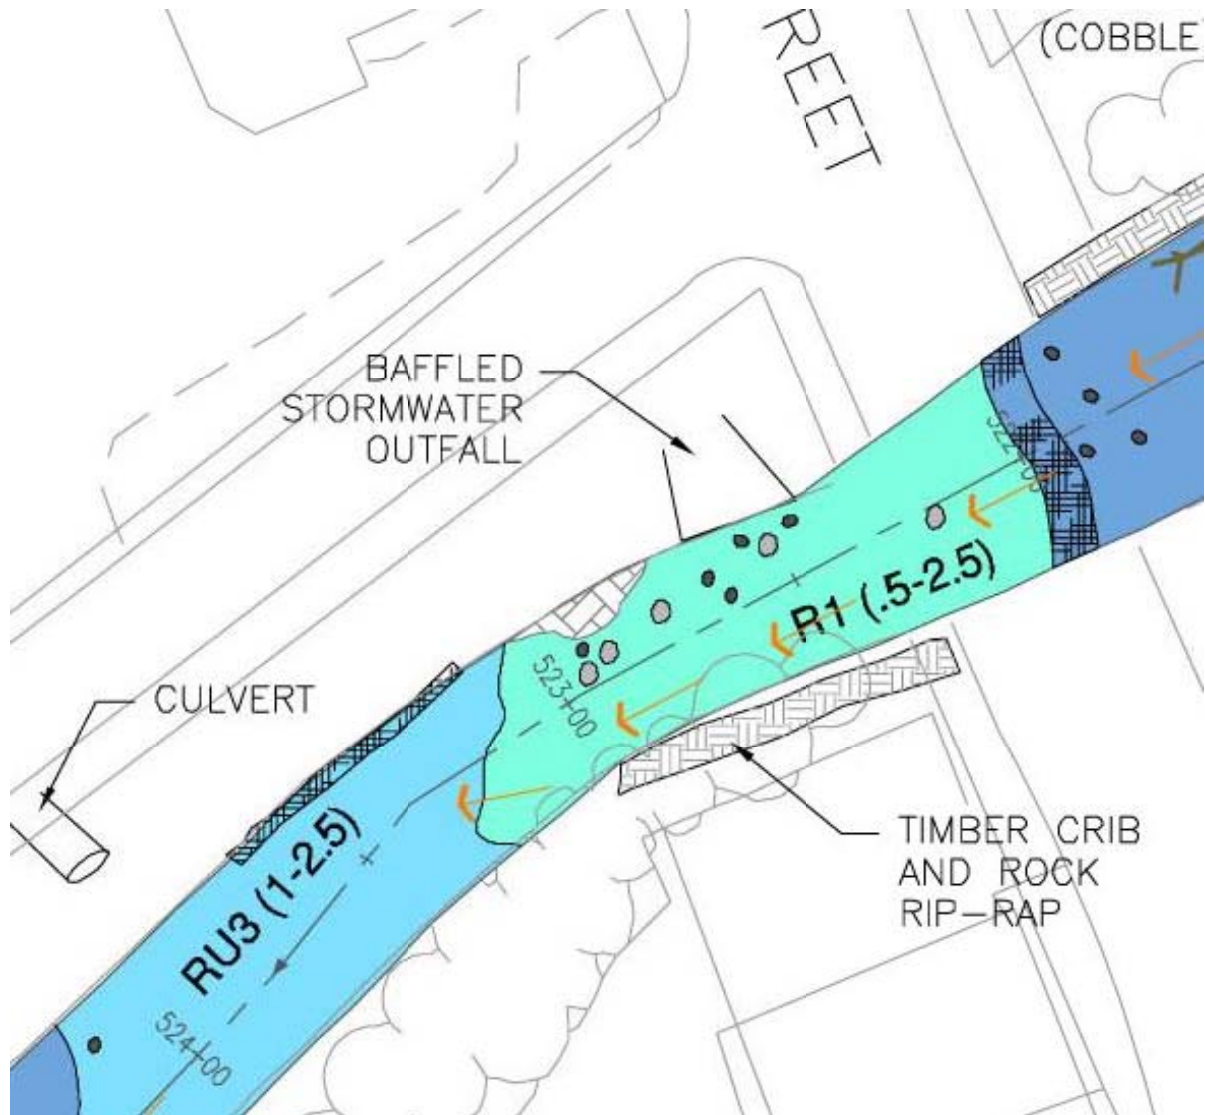 (COBBLE
REET
BAFFLED
STORMWATER
OUTFALL
R1 (.5-2.5)
523+00
CULVERT
TIMBER CRIB
AND ROCK
RIP-RAP
RU3 (1-2.5)
524+00